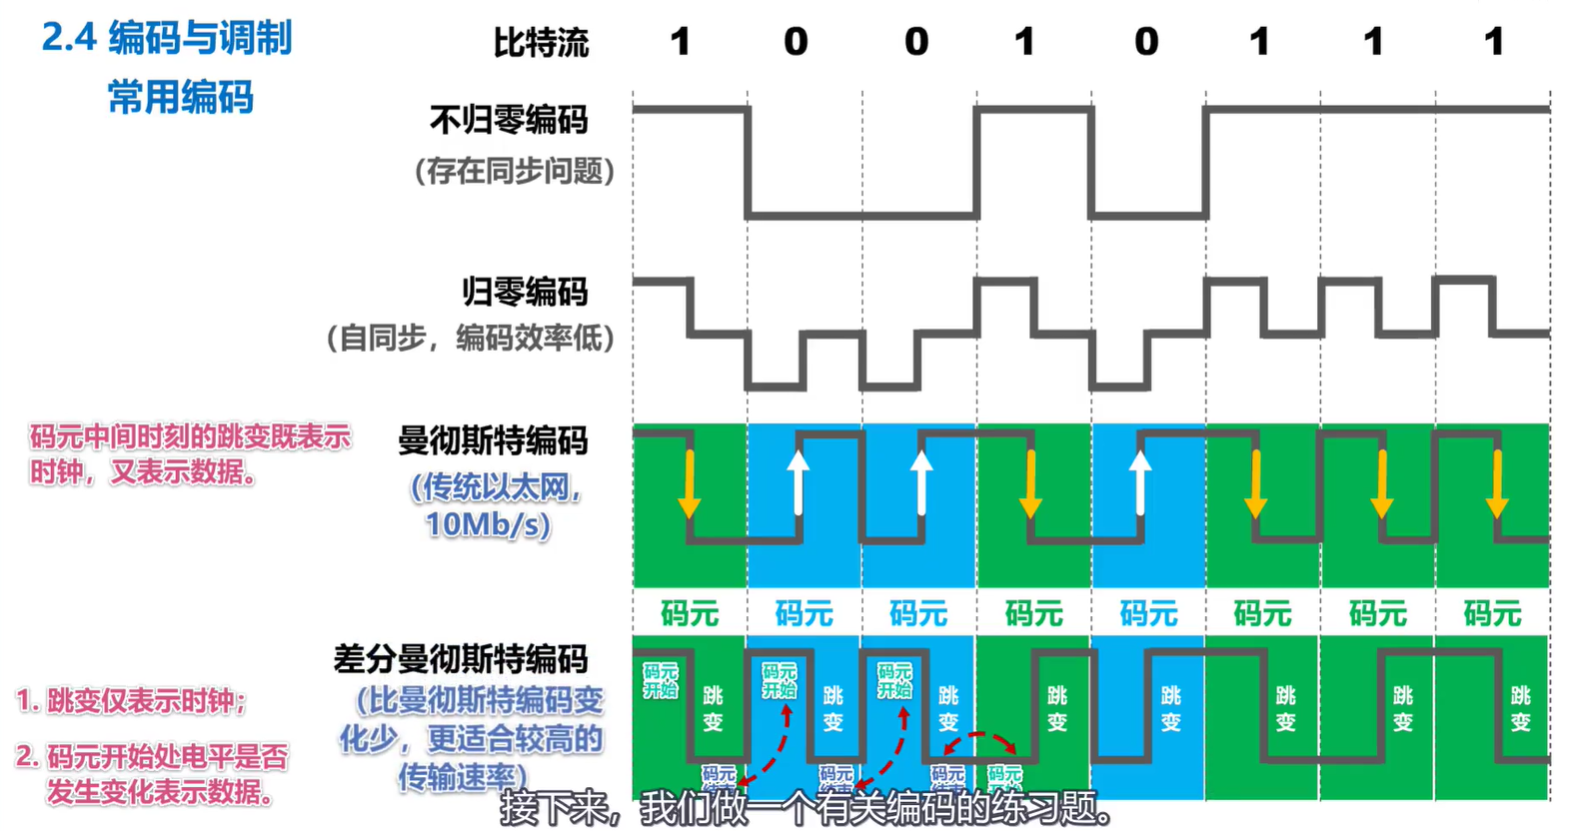 2.4 编码与调制
常用编码
比特流 1 0 0 1 0 1 1 1
不归零编码
(存在同步问题)
归零编码
(自同步，编码效率低)
码元中间时刻的跳变既表示
时钟，又表示数据。
曼彻斯特编码
(传统以太网，
10Mb/s)
码元 码元 码元 码元 码元 码元 码元 码元
差分曼彻斯特编码
(比曼彻斯特编码变
化少，更适合较高的
传输速率)
1. 跳变仅表示时钟；
2. 码元开始处电平是否
发生变化表示数据。
码元
开始
跳
变
码元
结束
码元
开始
跳
变
码元
结束
码元
开始
跳
变
码元
结束
码元
开始
跳
变
跳
变
跳
变
跳
变
跳
变
接下来，我们做一个有关编码的练习题。